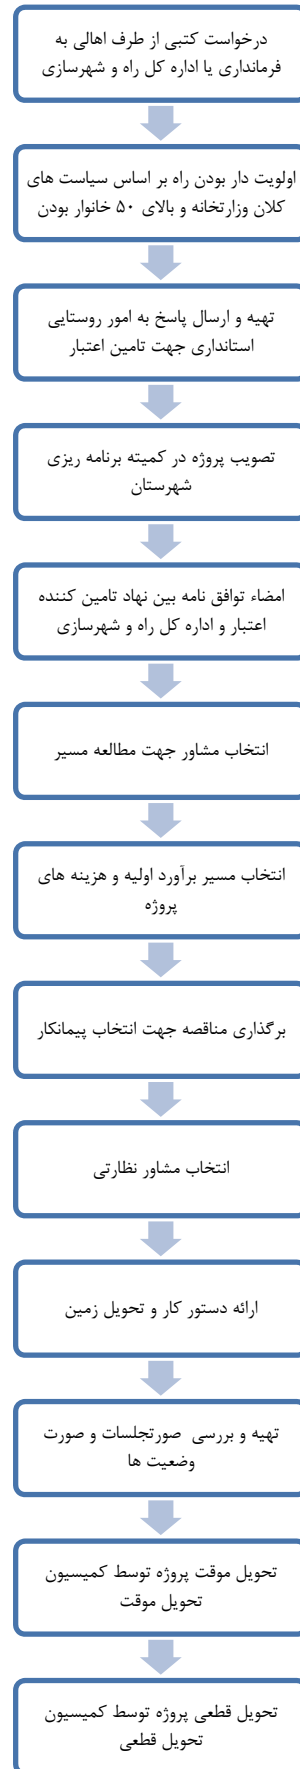 درخواست کتبی از طرف اهالی به
فرمانداری یا اداره کل راه و شهرسازی
اولویت دار بودن راه بر اساس سیاست های
کلان وزارتخانه و بالای ۵۰ خانوار بودن
تهیه و ارسال پاسخ به امور روستایی
استانداری جهت تامین اعتبار
تصویب پروژه در کمیته برنامه ریزی
شهرستان
امضاء توافق نامه بین نهاد تامین کننده
اعتبار و اداره کل راه و شهرسازی
انتخاب مشاور جهت مطالعه مسیر
انتخاب مسیر برآورد اولیه و هزینه های
پروژه
برگذاری مناقصه جهت انتخاب پیمانکار
انتخاب مشاور نظارتی
ارائه دستور کار و تحویل زمین
تهیه و بررسی صورتجلسات و صورت
وضعیت ها
تحویل موقت پروژه توسط کمیسیون
تحویل موقت
تحویل قطعی پروژه توسط کمیسیون
تحویل قطعی